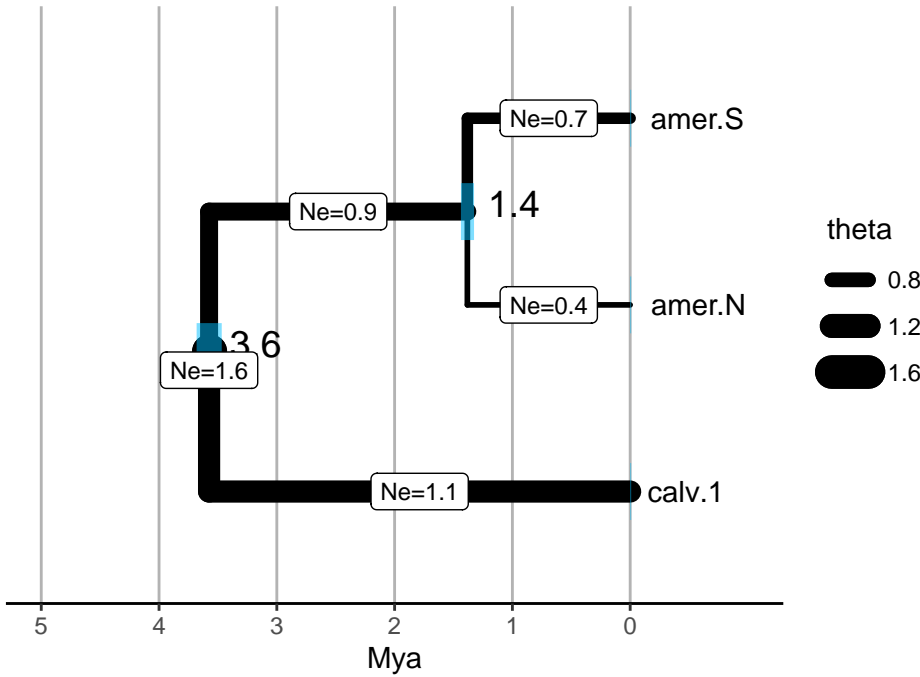 Ne=0.7
amer.S
Ne=0.9
1.4
theta
0.8
Ne=0.4
amer.N
1.2
3.6
Ne=1.6
1.6
Ne=1.1
calv.1
5 4 3 2 1 0
Mya